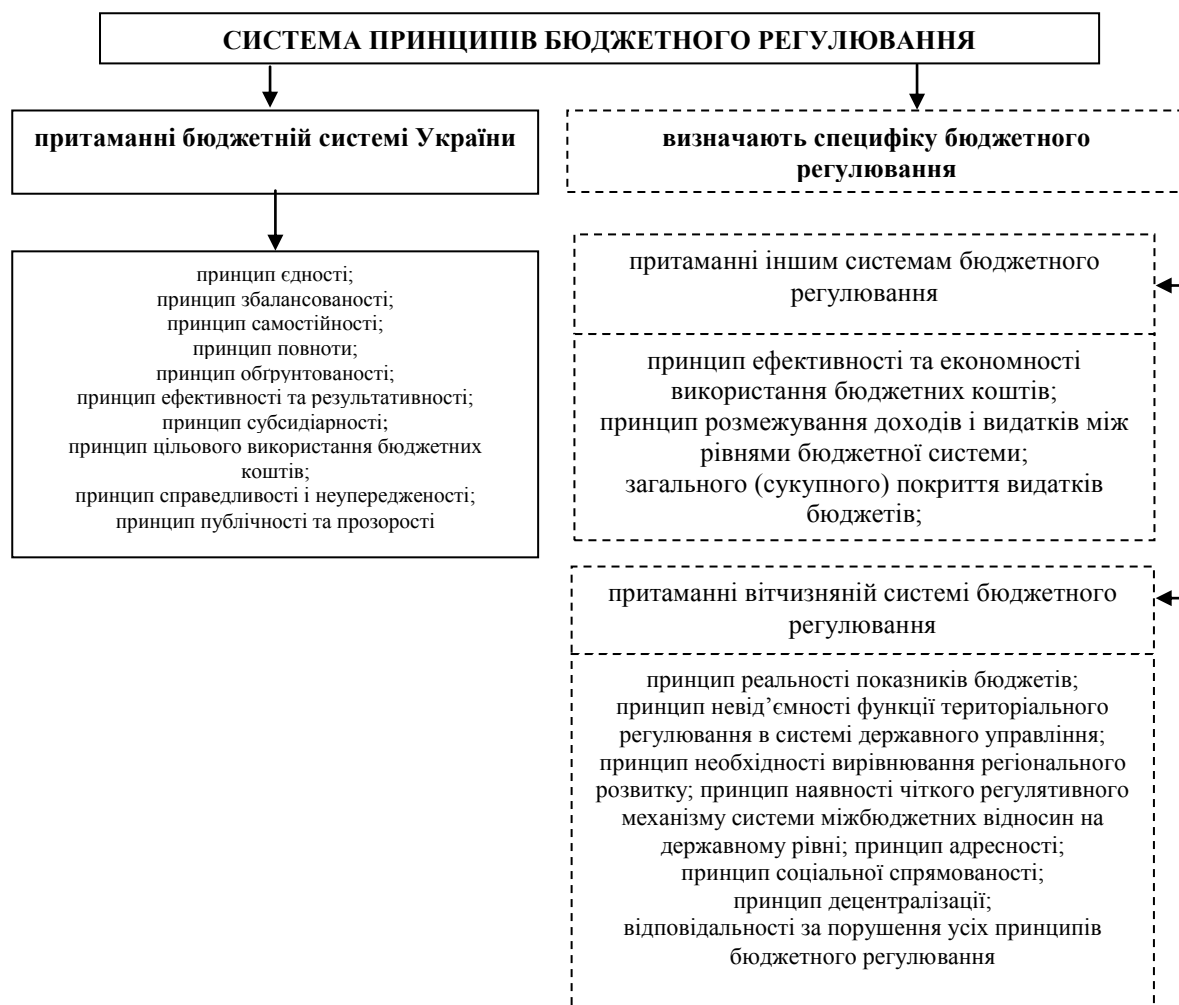 СИСТЕМА ПРИНЦИПІВ БЮДЖЕТНОГО РЕГУЛЮВАННЯ
притаманні бюджетній системі України
принцип єдності;
принцип збалансованості;
принцип самостійності;
принцип повноти;
принцип обґрунтованості;
принцип ефективності та результативності;
принцип субсидіарності;
принцип цільового використання бюджетних
коштів;
принцип справедливості і неупередженості;
принцип публічності та прозорості
визначають специфіку бюджетного
регулювання
притаманні іншим системам бюджетного
регулювання
принцип ефективності та економності
використання бюджетних коштів;
принцип розмежування доходів і видатків між
рівнями бюджетної системи;
загального (сукупного) покриття видатків
бюджетів;
притаманні вітчизняній системі бюджетного
регулювання
принцип реальності показників бюджетів;
принцип невід’ємності функції територіального
регулювання в системі державного управління;
принцип необхідності вирівнювання регіонального
розвитку; принцип наявності чіткого регулятивного
механізму системи міжбюджетних відносин на
державному рівні; принцип адресності;
принцип соціальної спрямованості;
принцип децентралізації;
відповідальності за порушення усіх принципів
бюджетного регулювання